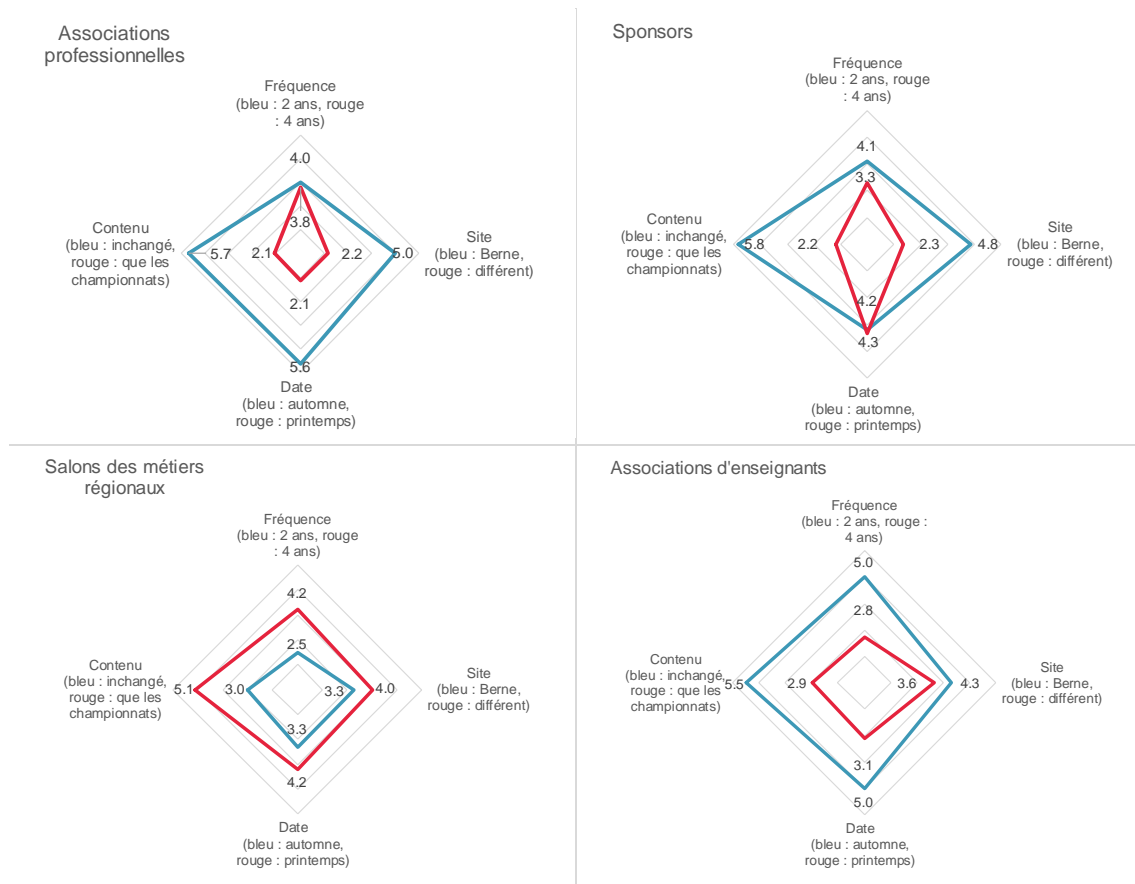 Associations
professionnelles
Fréquence
(bleu : 2 ans, rouge
: 4 ans)
4.0
3.8
Contenu
(bleu : inchangé,
rouge : que les
championnats)
5.7
2.1
2.2
5.0
Site
(bleu : Berne,
rouge : différent)
2.1
5.6
Date
(bleu : automne,
rouge : printemps)
Sponsors
Fréquence
(bleu : 2 ans, rouge
: 4 ans)
4.1
3.3
Contenu
(bleu : inchangé,
rouge : que les
championnats)
5.8
2.2
2.3
4.8
Site
(bleu : Berne,
rouge : différent)
4.2
4.3
Date
(bleu : automne,
rouge : printemps)
Salons des métiers
régionaux
Fréquence
(bleu : 2 ans, rouge
: 4 ans)
4.2
2.5
Contenu
(bleu : inchangé,
rouge : que les
championnats)
5.1
3.0
3.3
4.0
Site
(bleu : Berne,
rouge : différent)
3.3
4.2
Date
(bleu : automne,
rouge : printemps)
Associations d'enseignants
Fréquence
(bleu : 2 ans, rouge :
4 ans)
5.0
2.8
Contenu
(bleu : inchangé,
rouge : que les
championnats)
5.5
2.9
3.6
4.3
Site
(bleu : Berne,
rouge : différent)
3.1
5.0
Date
(bleu : automne,
rouge : printemps)